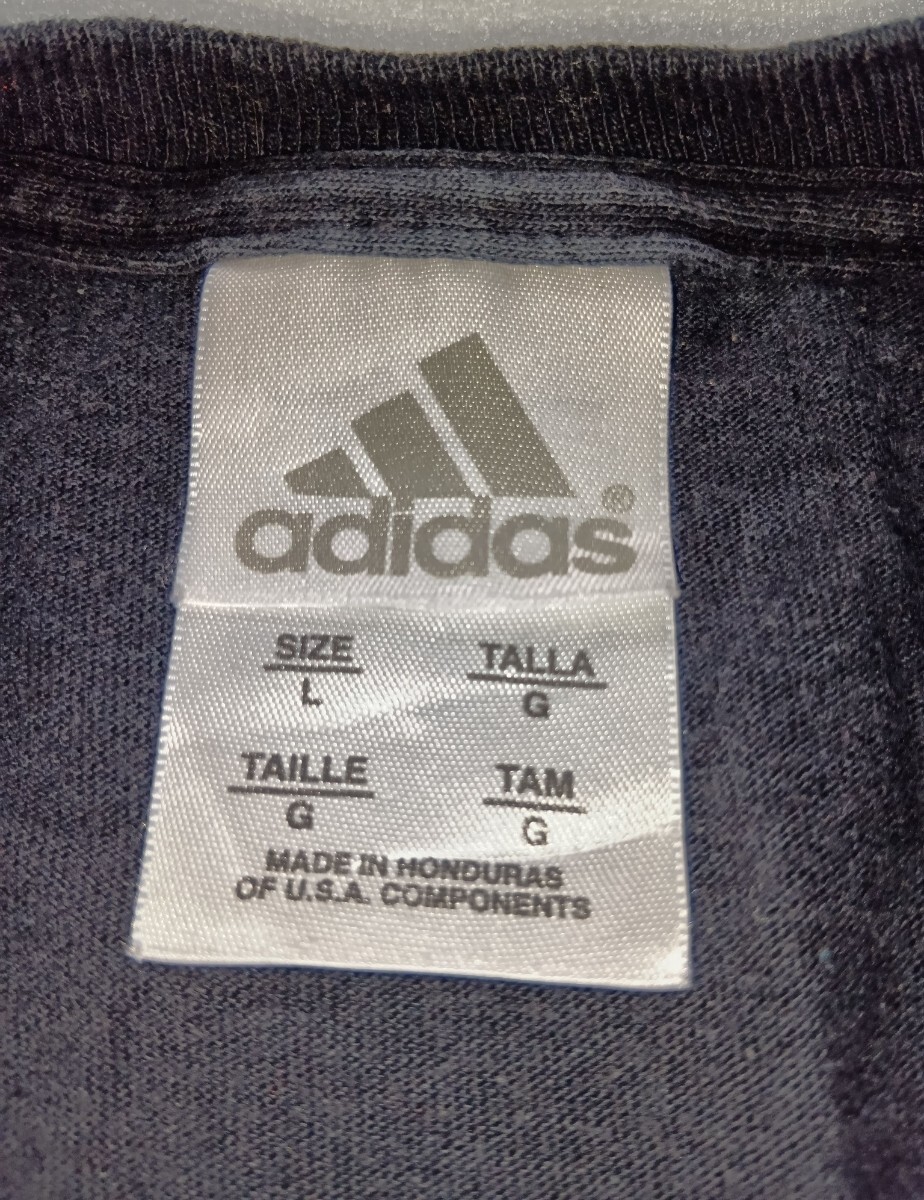 adidas®
SIZE TALLA
L G
TAILLE TAM
G G
MADE IN HONDURAS
OF U.S.A. COMPONENTS